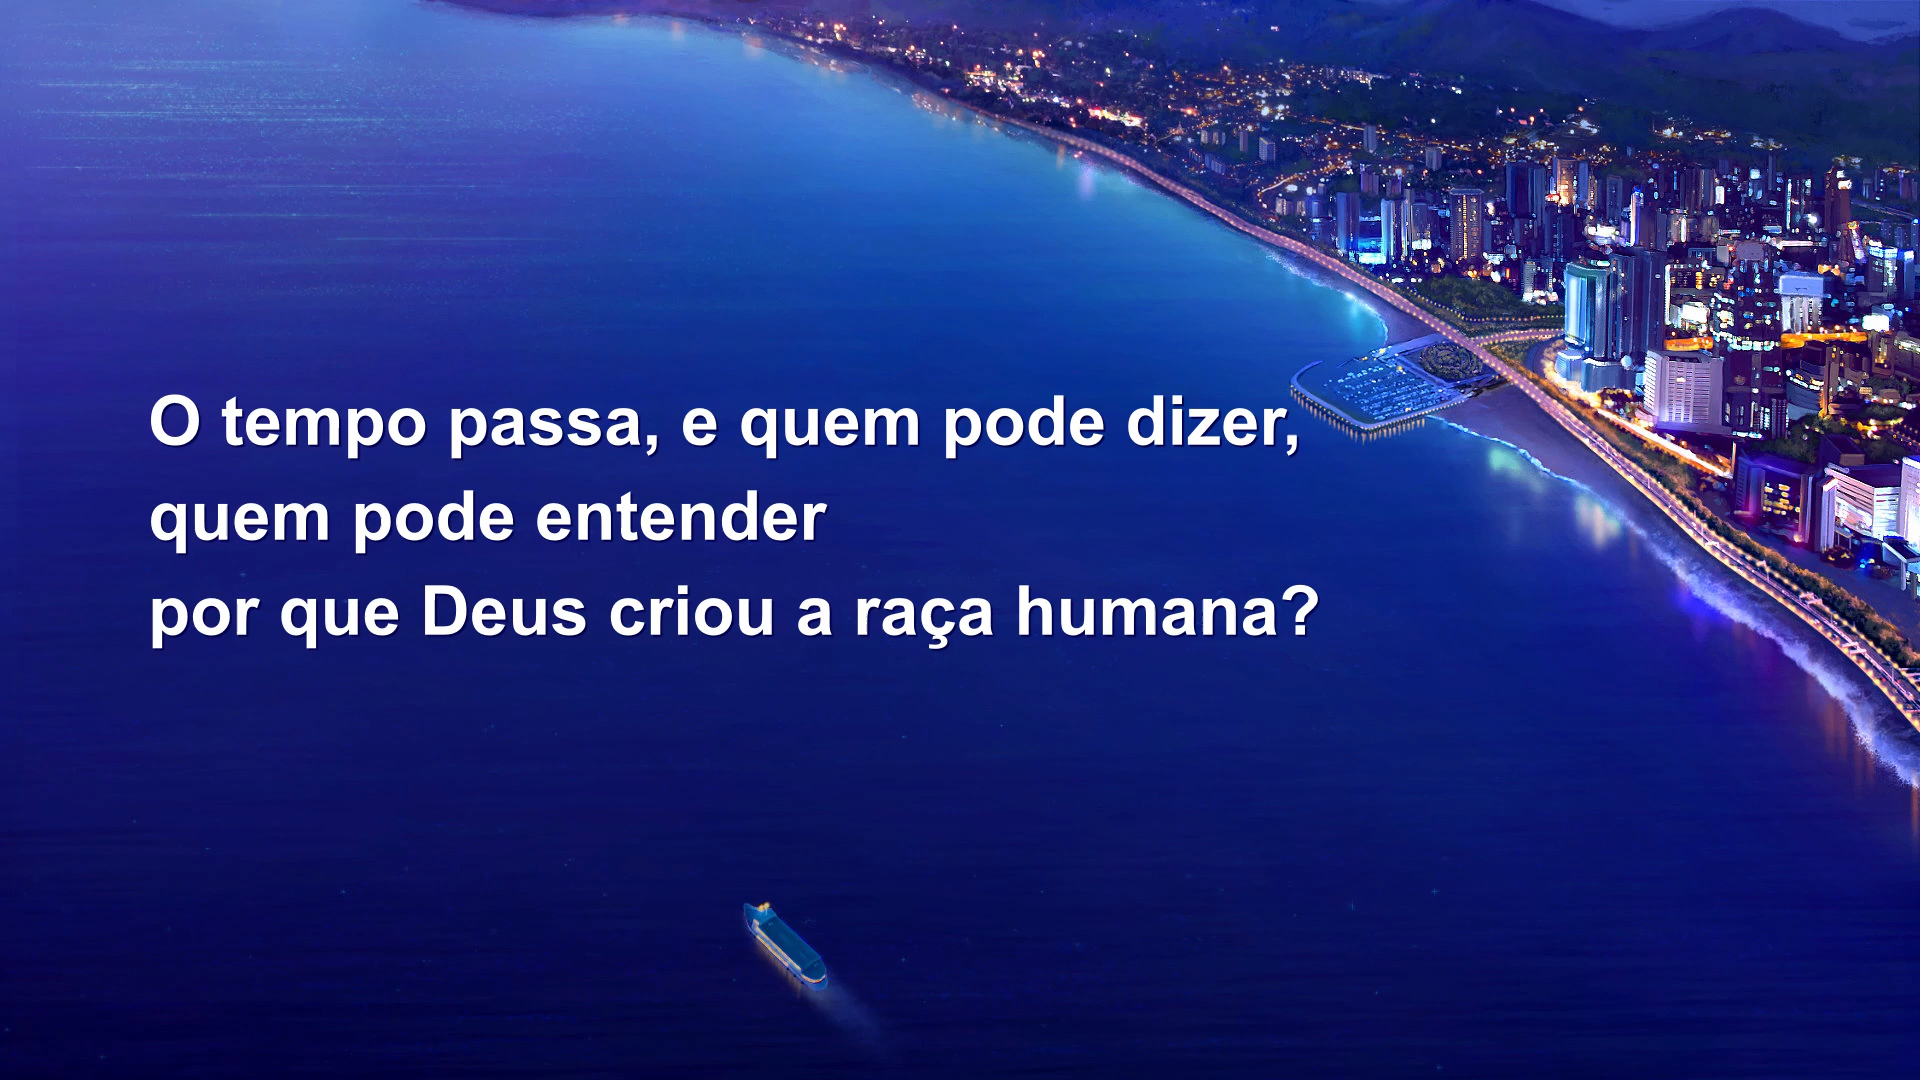 O tempo passa, e quem pode dizer,
quem pode entender
por que Deus criou a raça humana?